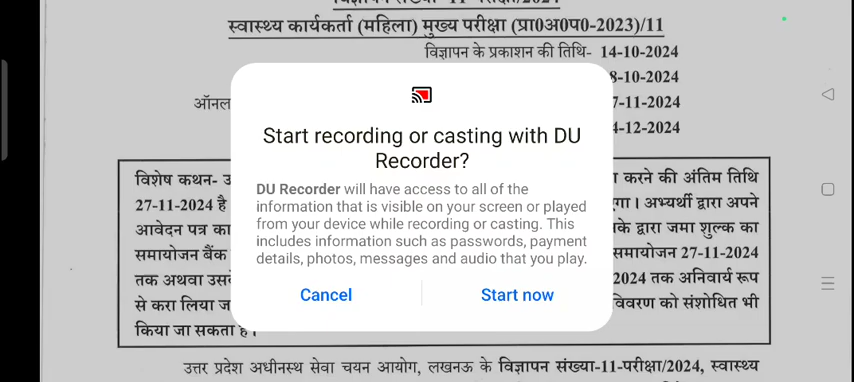 स्वास्थ्य कार्यकर्ता (महिला) मुख्य परीक्षा (प्रा0अ0प0-2023)/11
विज्ञापन के प्रकाशन की तिथि- 14-10-2024
8-10-2024
7-11-2024
4-12-2024
Start recording or casting with DU
Recorder?
DU Recorder will have access to all of the
information that is visible on your screen or played
from your device while recording or casting. This
includes information such as passwords, payment
details, photos, messages and audio that you play.
Cancel Start now
विशेष कथन- करने की अंतिम तिथि
27-11-2024 है । अभ्यर्थी द्वारा अपने
आवेदन पत्र का के द्वारा जमा शुल्क का
समायोजन बैंक समायोजन 27-11-2024
तक अथवा 2024 तक अनिवार्य रूप
से करा लिया विवरण को संशोधित भी
किया जा सकता है।
उत्तर प्रदेश अधीनस्थ सेवा चयन आयोग, लखनऊ के विज्ञापन संख्या-11-परीक्षा/2024, स्वास्थ्य